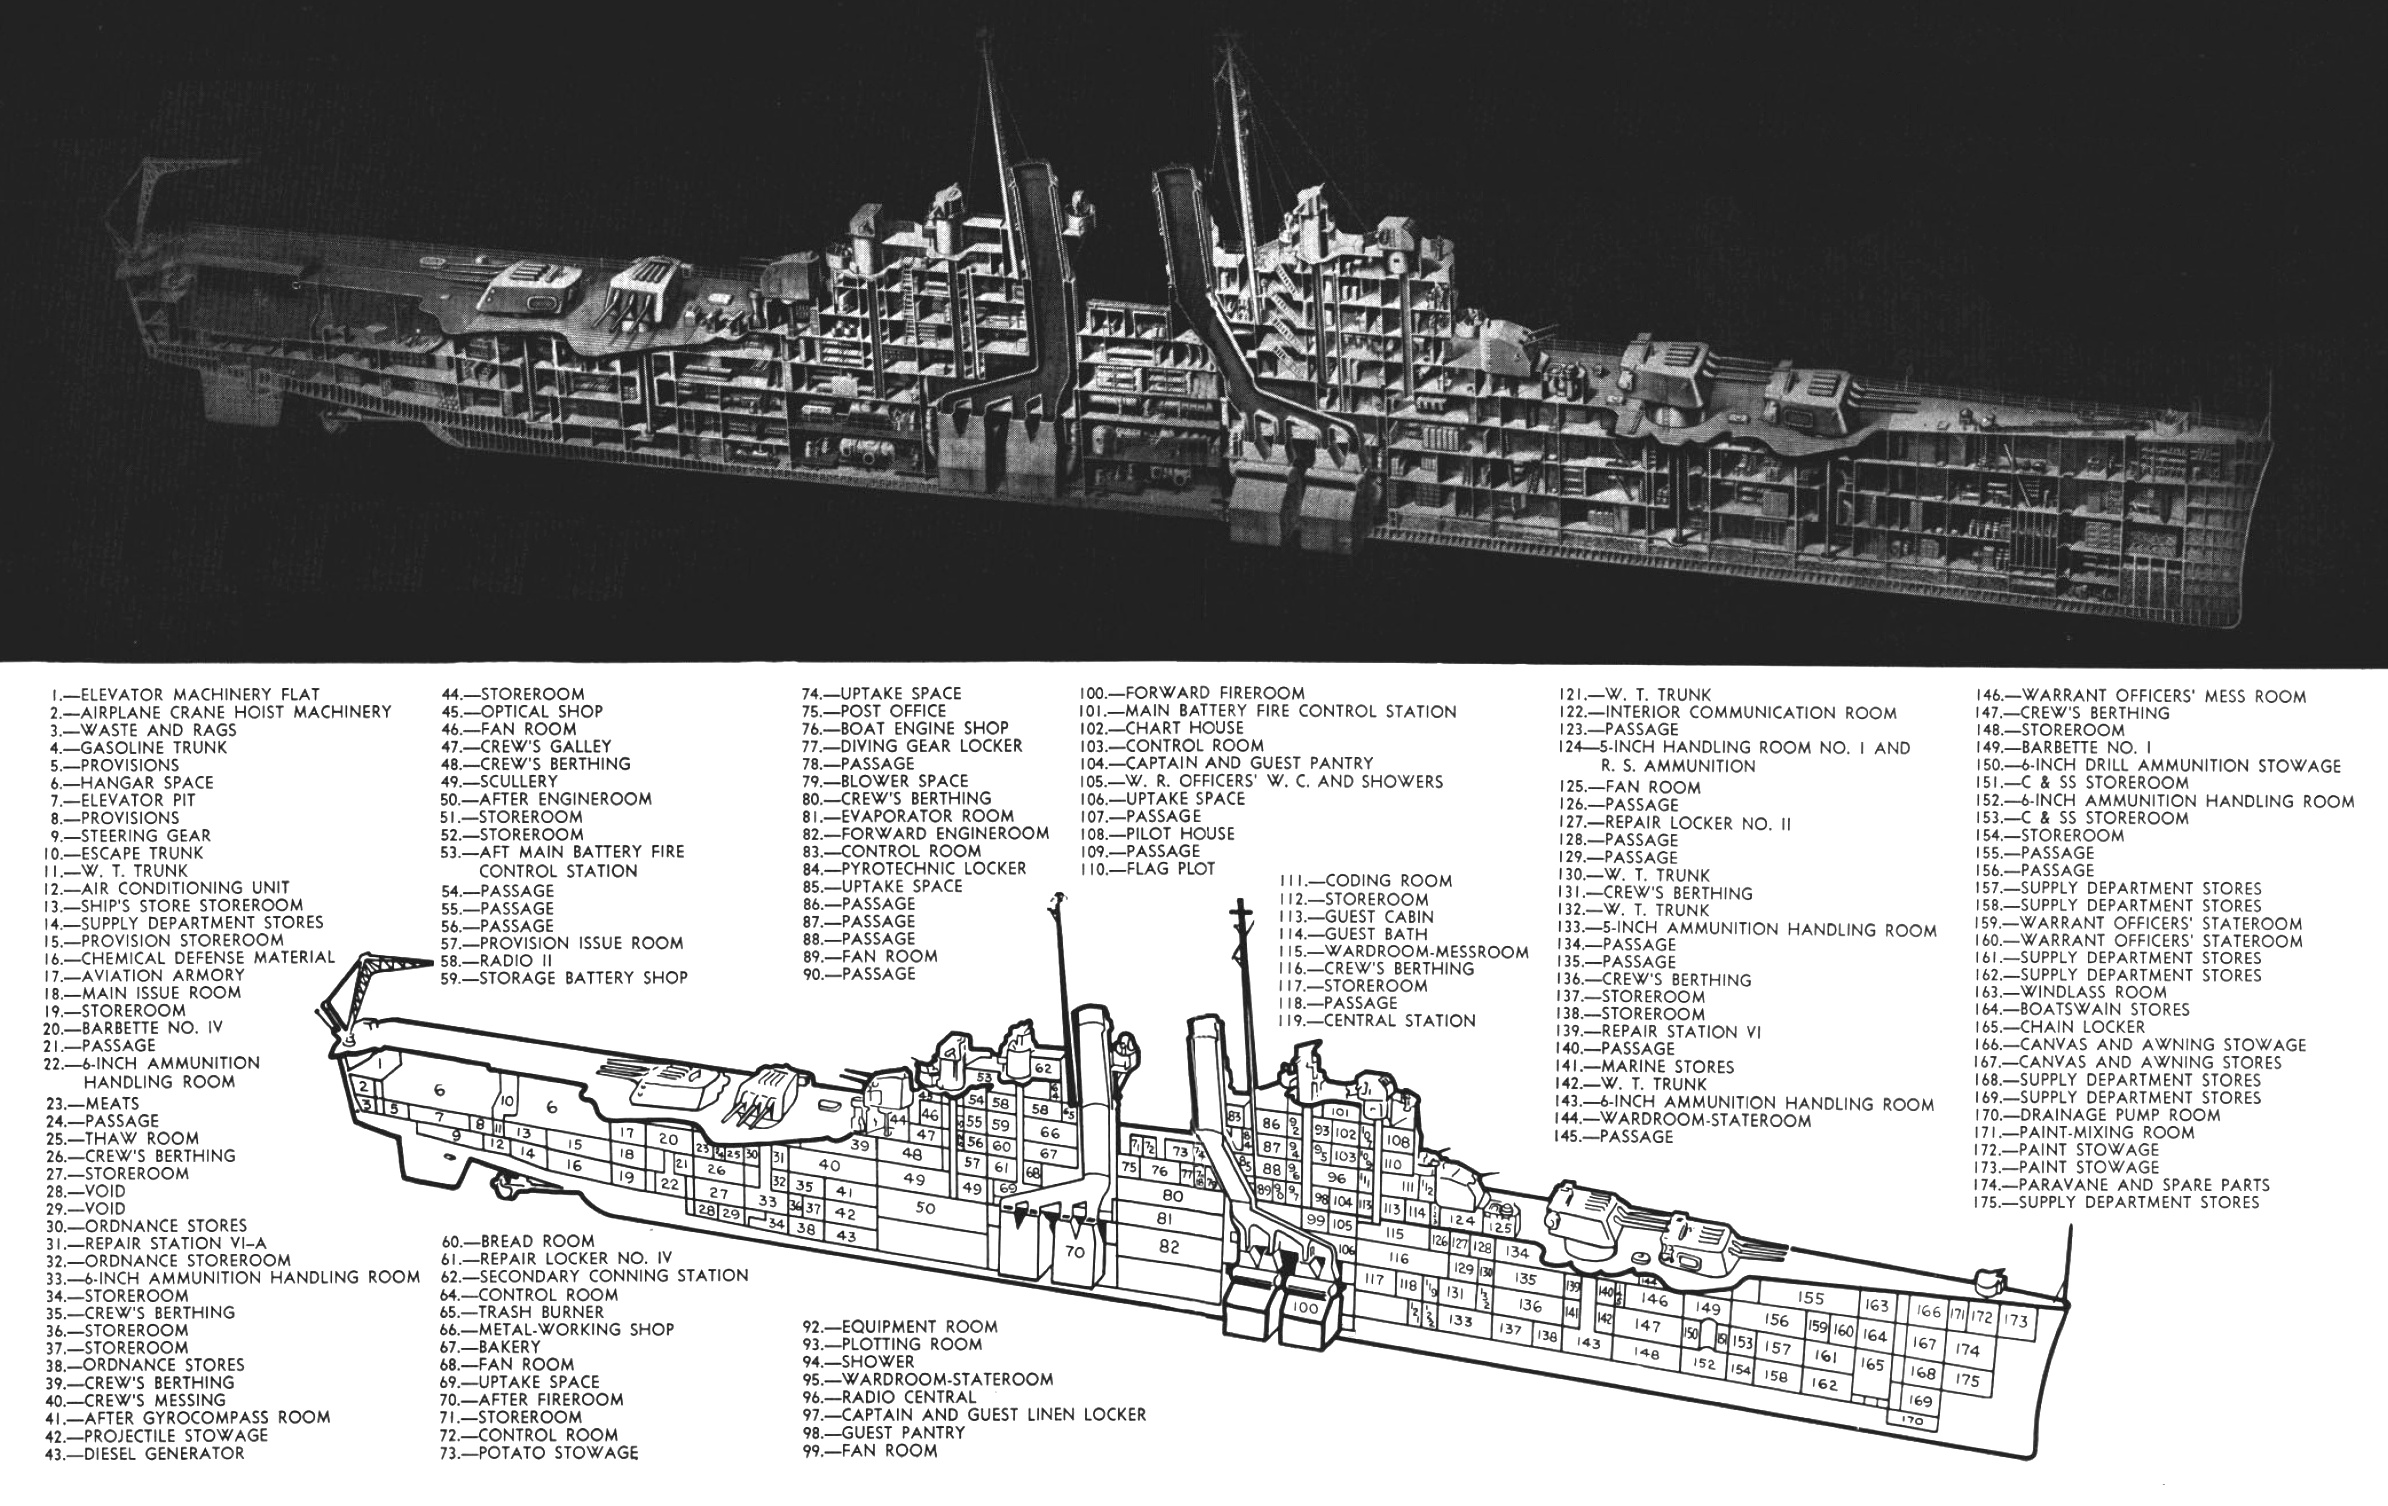 1.—ELEVATOR MACHINERY FLAT
2.—AIRPLANE CRANE HOIST MACHINERY
3.—WASTE AND RAGS
4.—GASOLINE TRUNK
5.—PROVISIONS
6.—HANGAR SPACE
7.—ELEVATOR PIT
8.—PROVISIONS
9.—STEERING GEAR
10.—ESCAPE TRUNK
11.—W. T. TRUNK
12.—AIR CONDITIONING UNIT
13.—SHIP'S STORE STOREROOM
14.—SUPPLY DEPARTMENT STORES
15.—PROVISION STOREROOM
16.—CHEMICAL DEFENSE MATERIAL
17.—AVIATION ARMORY
18.—MAIN ISSUE ROOM
19.—STOREROOM
20.—BARBETTE NO. IV
21.—PASSAGE
22.—6-INCH AMMUNITION
HANDLING ROOM
23.—MEATS
24.—PASSAGE
25.—THAW ROOM
26.—CREW'S BERTHING
27.—STOREROOM
28.—VOID
29.—VOID
30.—ORDNANCE STORES
31.—REPAIR STATION VI-A
32.—ORDNANCE STOREROOM
33.—6-INCH AMMUNITION HANDLING ROOM
34.—STOREROOM
35.—CREW'S BERTHING
36.—STOREROOM
37.—STOREROOM
38.—ORDNANCE STORES
39.—CREW'S BERTHING
40.—CREW'S MESSING
41.—AFTER GYROCOMPASS ROOM
42.—PROJECTILE STOWAGE
43.—DIESEL GENERATOR
44.—STOREROOM
45.—OPTICAL SHOP
46.—FAN ROOM
47.—CREW'S GALLEY
48.—CREW'S BERTHING
49.—SCULLERY
50.—AFTER ENGINEROOM
51.—STOREROOM
52.—STOREROOM
53.—AFT MAIN BATTERY FIRE
CONTROL STATION
54.—PASSAGE
55.—PASSAGE
56.—PASSAGE
57.—PROVISION ISSUE ROOM
58.—RADIO II
59.—STORAGE BATTERY SHOP
60.—BREAD ROOM
61.—REPAIR LOCKER NO. IV
62.—SECONDARY CONNING STATION
64.—CONTROL ROOM
65.—TRASH BURNER
66.—METAL-WORKING SHOP
67.—BAKERY
68.—FAN ROOM
69.—UPTAKE SPACE
70.—AFTER FIREROOM
71.—STOREROOM
72.—CONTROL ROOM
73.—POTATO STOWAGE
74.—UPTAKE SPACE
75.—POST OFFICE
76.—BOAT ENGINE SHOP
77.—DIVING GEAR LOCKER
78.—PASSAGE
79.—BLOWER SPACE
80.—CREW'S BERTHING
81.—EVAPORATOR ROOM
82.—FORWARD ENGINEROOM
83.—CONTROL ROOM
84.—PYROTECHNIC LOCKER
85.—UPTAKE SPACE
86.—PASSAGE
87.—PASSAGE
88.—PASSAGE
89.—FAN ROOM
90.—PASSAGE
92.—EQUIPMENT ROOM
93.—PLOTTING ROOM
94.—SHOWER
95.—WARDROOM-STATEROOM
96.—RADIO CENTRAL
97.—CAPTAIN AND GUEST LINEN LOCKER
98.—GUEST PANTRY
99.—FAN ROOM
100.—FORWARD FIREROOM
101.—MAIN BATTERY FIRE CONTROL STATION
102.—CHART HOUSE
103.—CONTROL ROOM
104.—CAPTAIN AND GUEST PANTRY
105.—W. R. OFFICERS' W. C. AND SHOWERS
106.—UPTAKE SPACE
107.—PASSAGE
108.—PILOT HOUSE
109.—PASSAGE
110.—FLAG PLOT
111.—CODING ROOM
112.—STOREROOM
113.—GUEST CABIN
114.—GUEST BATH
115.—WARDROOM-MESSROOM
116.—CREW'S BERTHING
117.—STOREROOM
118.—PASSAGE
119.—CENTRAL STATION
121.—W. T. TRUNK
122.—INTERIOR COMMUNICATION ROOM
123.—PASSAGE
124—5-INCH HANDLING ROOM NO. I AND
R. S. AMMUNITION
125.—FAN ROOM
126.—PASSAGE
127.—REPAIR LOCKER NO. II
128.—PASSAGE
129.—PASSAGE
130.—W. T. TRUNK
131.—CREW'S BERTHING
132.—W. T. TRUNK
133.—5-INCH AMMUNITION HANDLING ROOM
134.—PASSAGE
135.—PASSAGE
136.—CREW'S BERTHING
137.—STOREROOM
138.—STOREROOM
139.—REPAIR STATION VI
140.—PASSAGE
141.—MARINE STORES
142.—W. T. TRUNK
143.—6-INCH AMMUNITION HANDLING ROOM
144.—WARDROOM-STATEROOM
145.—PASSAGE
146.—WARRANT OFFICERS' MESS ROOM
147.—CREW'S BERTHING
148.—STOREROOM
149.—BARBETTE NO. I
150.—6-INCH DRILL AMMUNITION STOWAGE
151.—C & SS STOREROOM
152.—6-INCH AMMUNITION HANDLING ROOM
153.—C & SS STOREROOM
154.—STOREROOM
155.—PASSAGE
156.—PASSAGE
157.—SUPPLY DEPARTMENT STORES
158.—SUPPLY DEPARTMENT STORES
159.—WARRANT OFFICERS' STATEROOM
160.—WARRANT OFFICERS' STATEROOM
161.—SUPPLY DEPARTMENT STORES
162.—SUPPLY DEPARTMENT STORES
163.—WINDLASS ROOM
164.—BOATSWAIN STORES
165.—CHAIN LOCKER
166.—CANVAS AND AWNING STOWAGE
167.—CANVAS AND AWNING STORES
168.—SUPPLY DEPARTMENT STORES
169.—SUPPLY DEPARTMENT STORES
170.—DRAINAGE PUMP ROOM
171.—PAINT-MIXING ROOM
172.—PAINT STOWAGE
173.—PAINT STOWAGE
174.—PARAVANE AND SPARE PARTS
175.—SUPPLY DEPARTMENT STORES
1
2 6 10 6
3 5 7 8 11 13 15 17 20
9 12 14 16 18 21 23 25 30 31
19 22 26 27 28 29
32 33 34 35 36 37 38
39 40 41 42 43
44 46 47 48 49 50
53 62
54 58 58
55 59 66
56 60 67
57 61 68
49 69
70
73
75 76 77
80
81
82
83 86 93 102 101 108
87 103 110
88 96 111
89 98 104 113 114 124 125
99 105 115 126 127 128 134
106 116 129 130 135
117 118 131 136 139 140 146 149 155 163 166 171 172 173
100 133 137 138 141 142 147 150 153 156 159 160 164 167 174
143 148 152 154 157 161 165 168 175
158 162 169
170